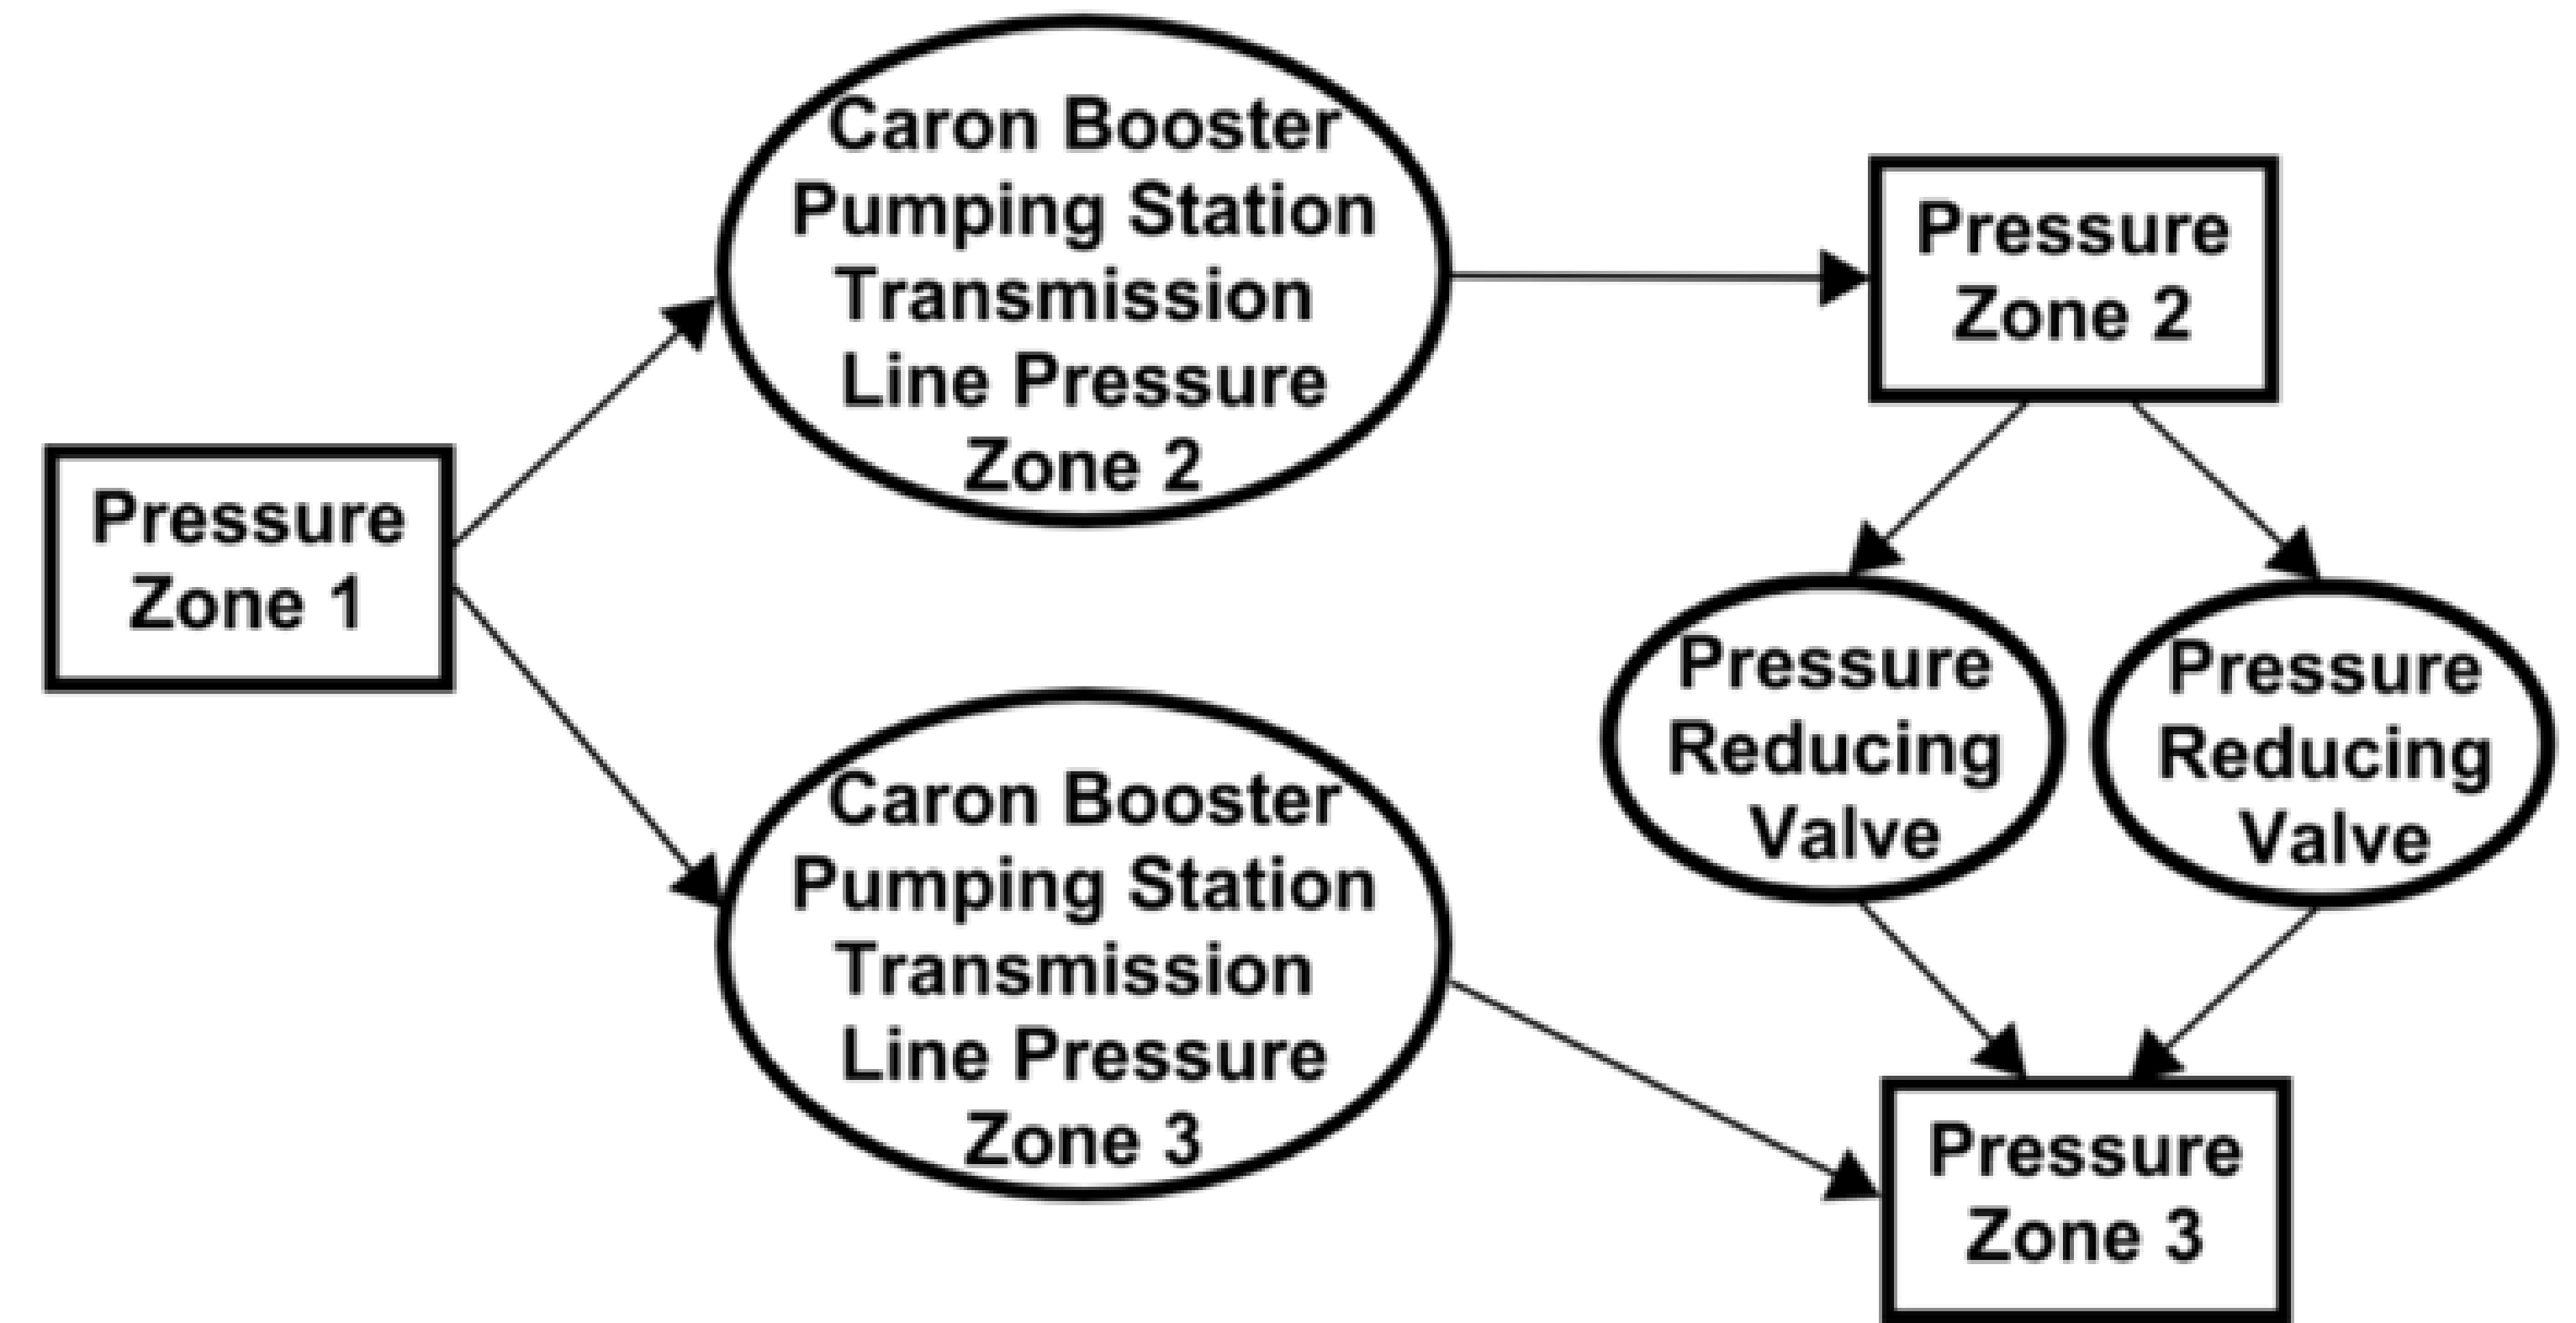 Pressure
Zone 1
Caron Booster
Pumping Station
Transmission
Line Pressure
Zone 2
Caron Booster
Pumping Station
Transmission
Line Pressure
Zone 3
Pressure
Zone 2
Pressure
Reducing
Valve
Pressure
Reducing
Valve
Pressure
Zone 3